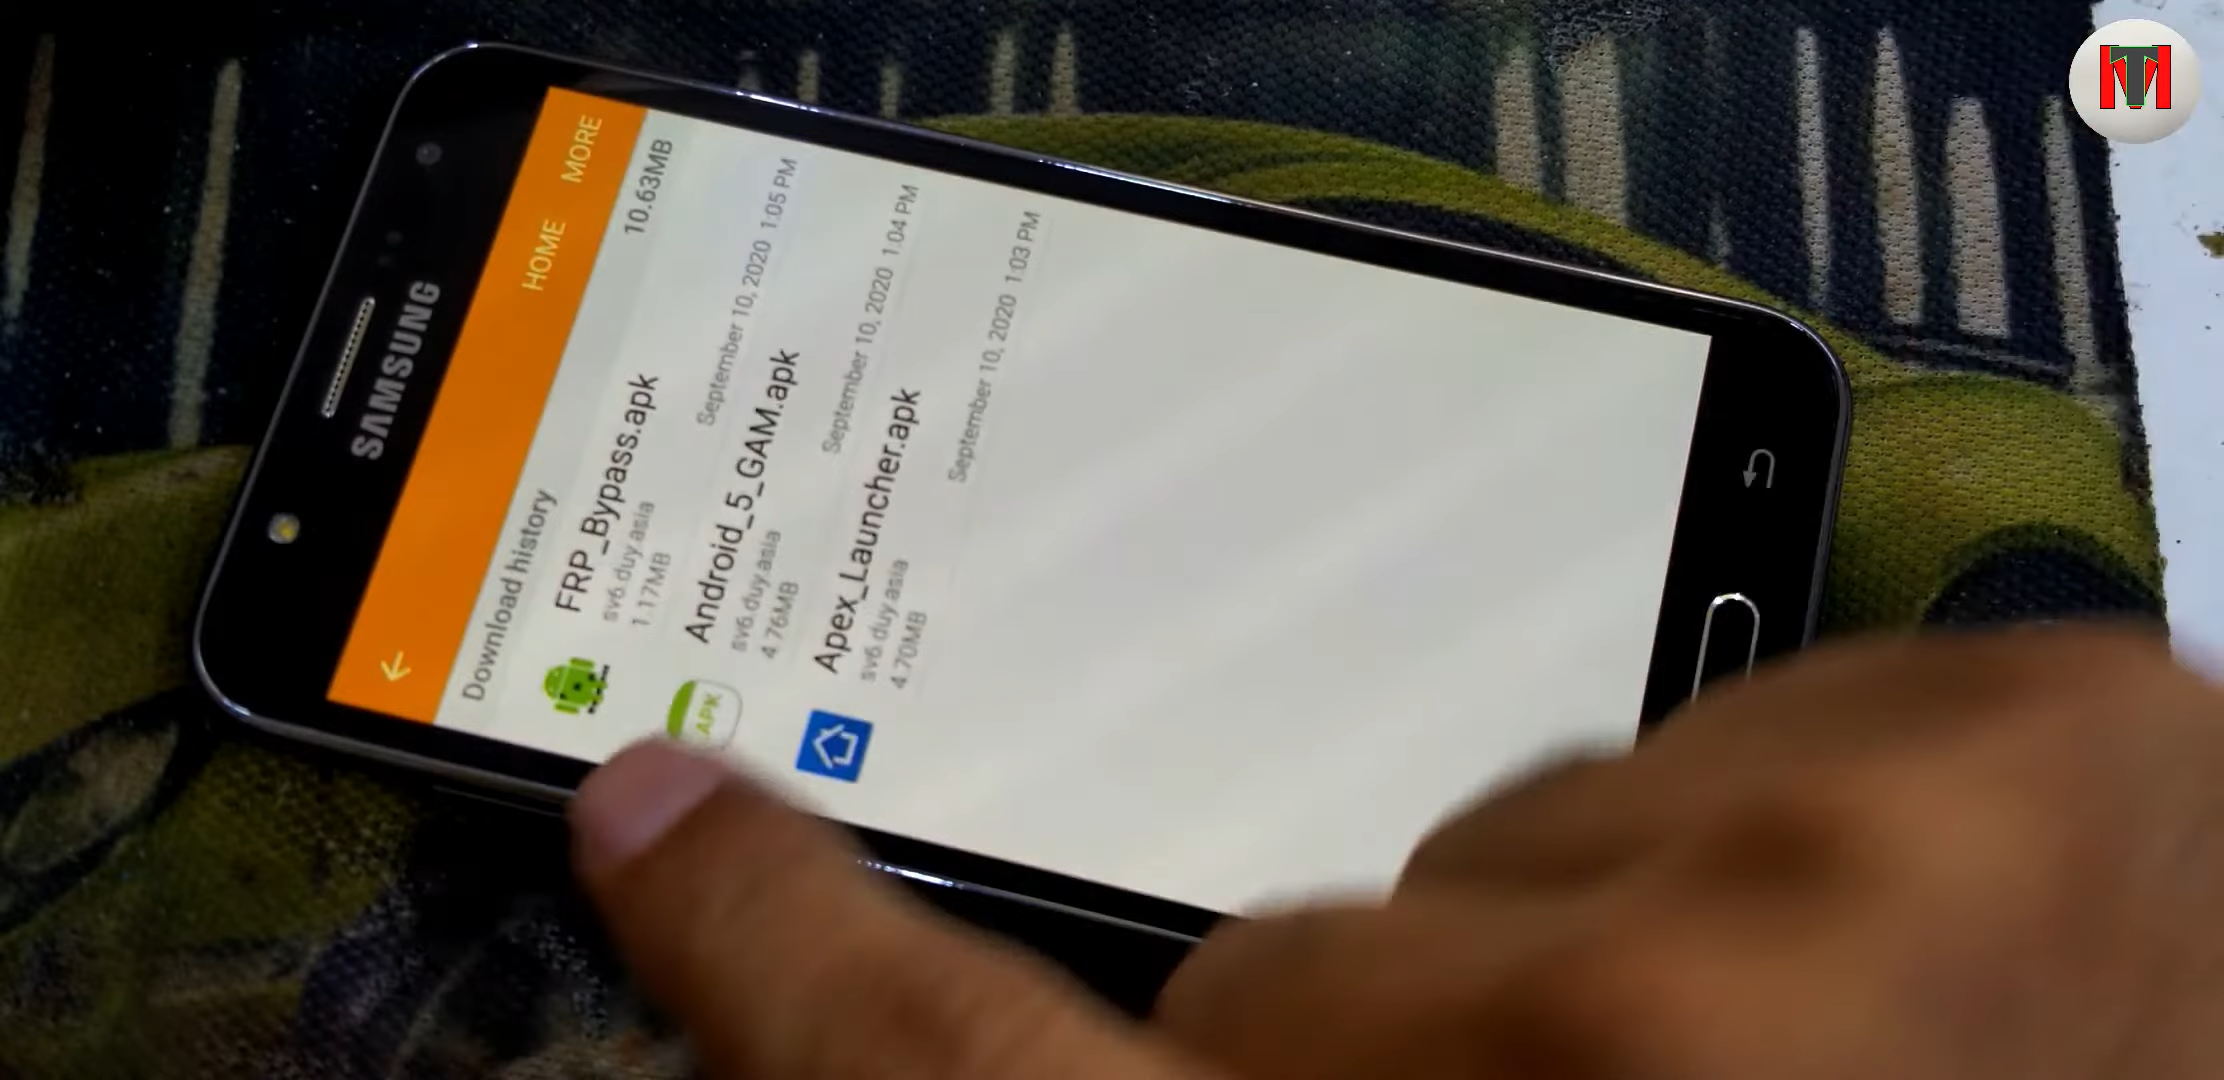 MT
SAMSUNG
HOME MORE
Download history 10.63MB
FRP_Bypass.apk
sv6.duy.asia
1.17MB September 10, 2020 1:05 PM
Android_5_GAM.apk
sv6.duy.asia
4.76MB September 10, 2020 1:04 PM
Apex_Launcher.apk
sv6.duy.asia
4.70MB September 10, 2020 1:03 PM
APK